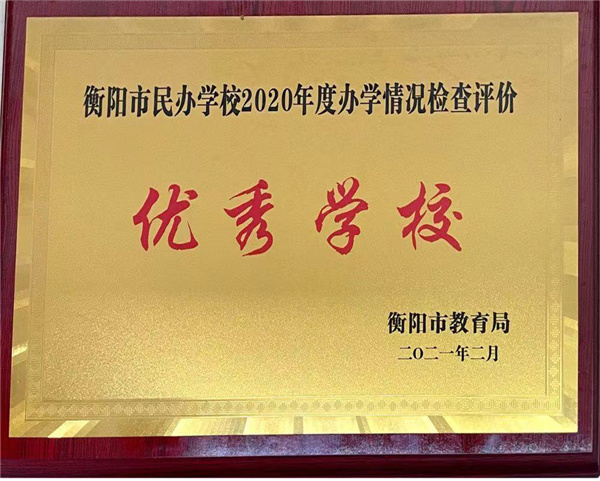 衡阳市民办学校2020年度办学情况检查评价
优秀学校
衡阳市教育局
二〇二一年二月